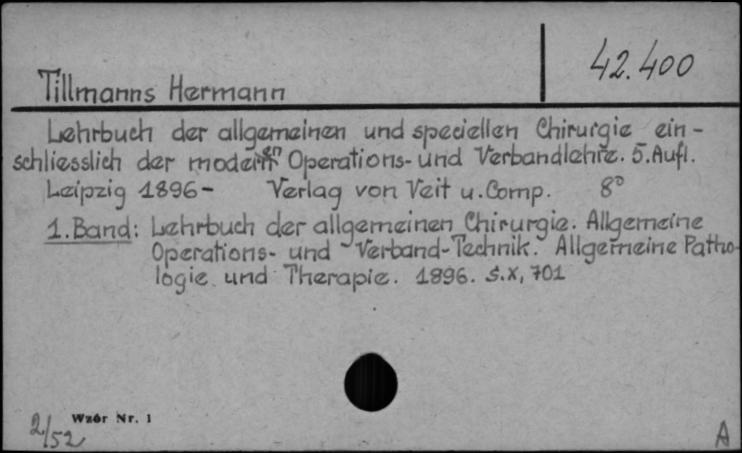 42.400
Tillmanns Hermann
Lehrbuch der allgemeinen und speciellen Chirurgie ein-
schliesslich der modernen Operations- und Verbandlehre. 5. Aufl.
Leipzig 1896- Verlag von Veit u. Comp. 8°
1. Band: Lehrbuch der allgemeinen Chirurgie. Allgemeine
Operations- und Verband-Technik. Allgemeine Patho-
logie und Therapie. 1896. S. X, 701
Wzór Nr. 1
2/52
A